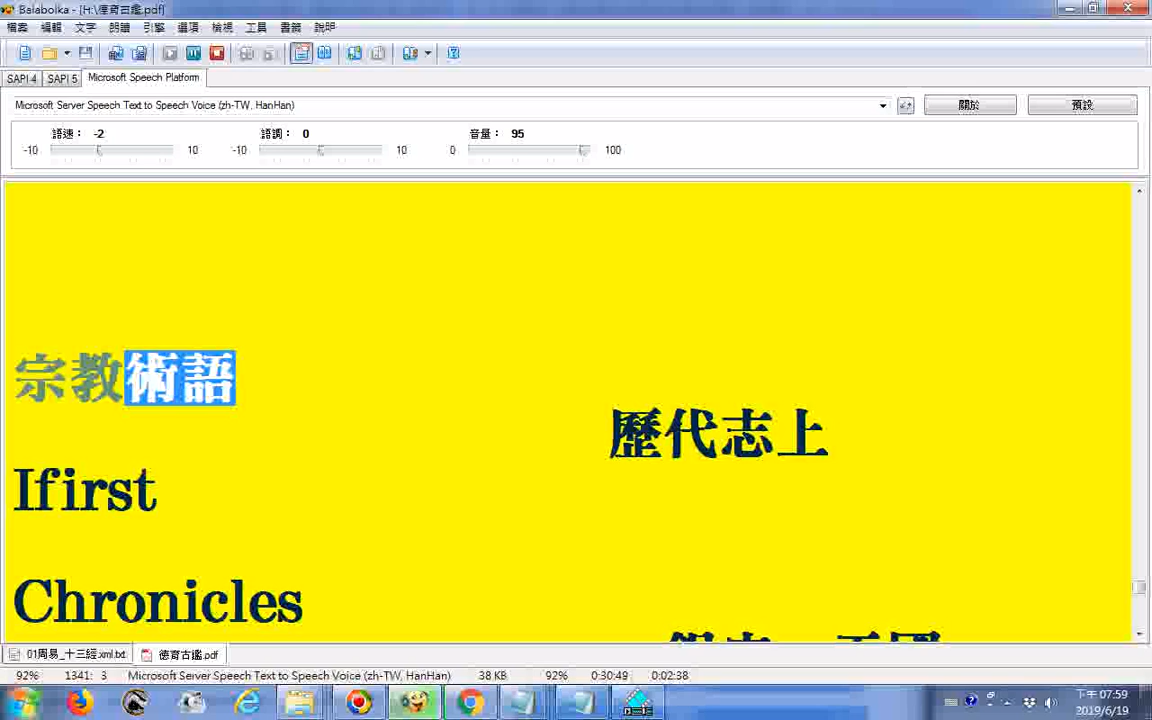 Balabolka - [H:\德育古鑑.pdf]
檔案 編輯 文字 朗讀 引擎 選項 檢視 工具 書籤 說明
SAPI 4 SAPI 5 Microsoft Speech Platform
Microsoft Server Speech Text to Speech Voice (zh-TW, HanHan) 關於 預設
語速： -2 語調： 0 音量： 95
-10 10 -10 10 0 100
宗教術語
歷代志上
Ifirst
Chronicles
01周易_十三經.xml.txt 德育古鑑.pdf
92% 1341: 3 Microsoft Server Speech Text to Speech Voice (zh-TW, HanHan) 38 KB 92% 0:30:49 0:02:38
下午 07:59
2019/6/19